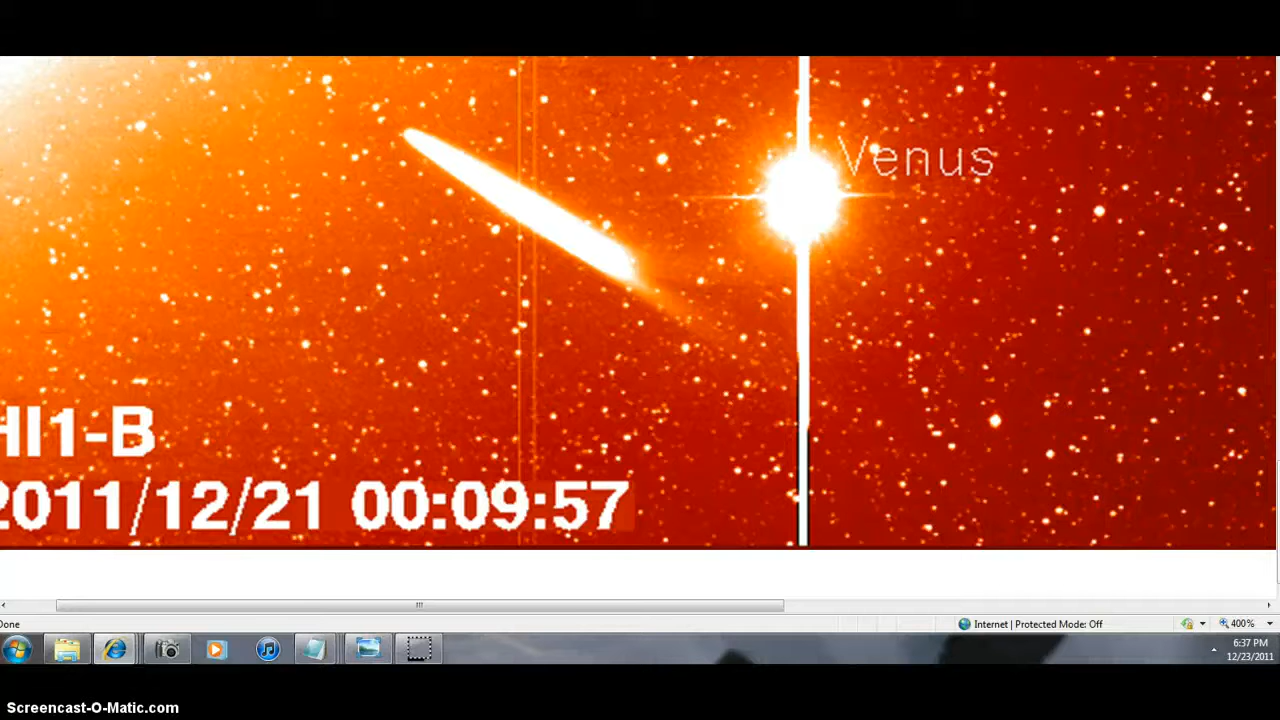 Venus
HI1-B
2011/12/21 00:09:57
Done
Internet | Protected Mode: Off
400%
6:37 PM
12/23/2011
Screencast-O-Matic.com